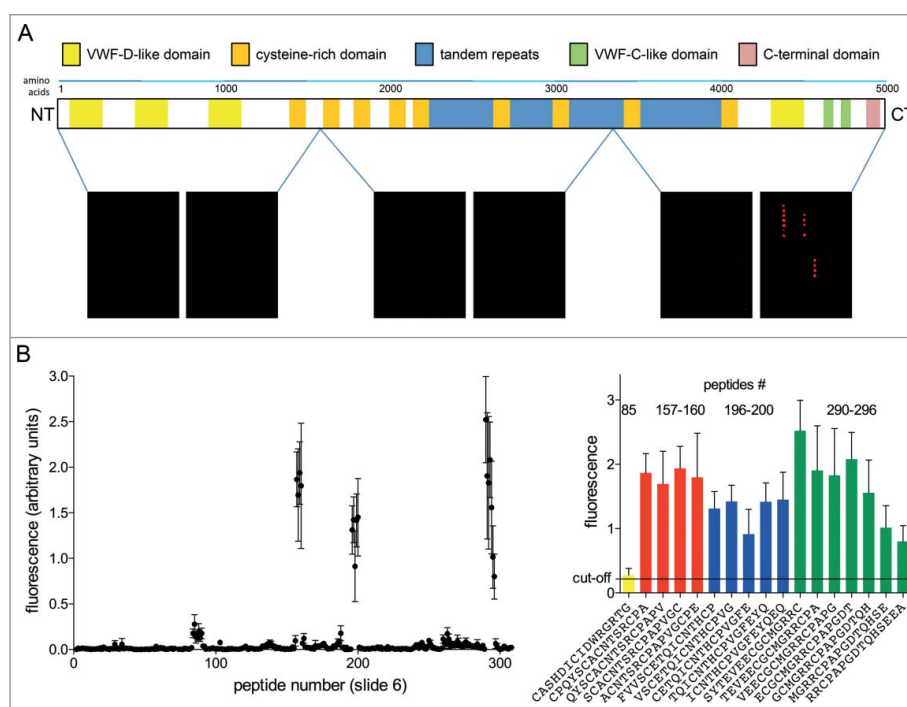 A
VWF-D-like domain
cysteine-rich domain
tandem repeats
VWF-C-like domain
C-terminal domain
amino acids
1 1000 2000 3000 4000 5000
NT
CT
B
fluorescence (arbitrary units)
3.0
2.5
2.0
1.5
1.0
0.5
0.0
0 100 200 300
peptide number (slide 6)
peptides #
85 157-160 196-200 290-296
fluorescence
3
2
1
cut-off
0
CASHDICIDWRGRTG
CPQYSCACNTSRCPA
QYSCACNTSRCPAPV
SCACNTSRCPAPVGC
ACNTSRCPAPVGCPE
FVVSCETQICNTHCP
VSCETQICNTHCPVG
CETQICNTHCPVGFE
TQICNTHCPVGFEYQ
ICNTHCPVGFEYQEQ
SYTEVEECGCMGRRC
TEVEECGCMGRRCPA
VEECGCMGRRCPAPG
ECGCMGRRCPAPGDT
GCMGRRCPAPGDTQH
MGRRCPAPGDTQHSE
RRCPAPGDTQHSEEA